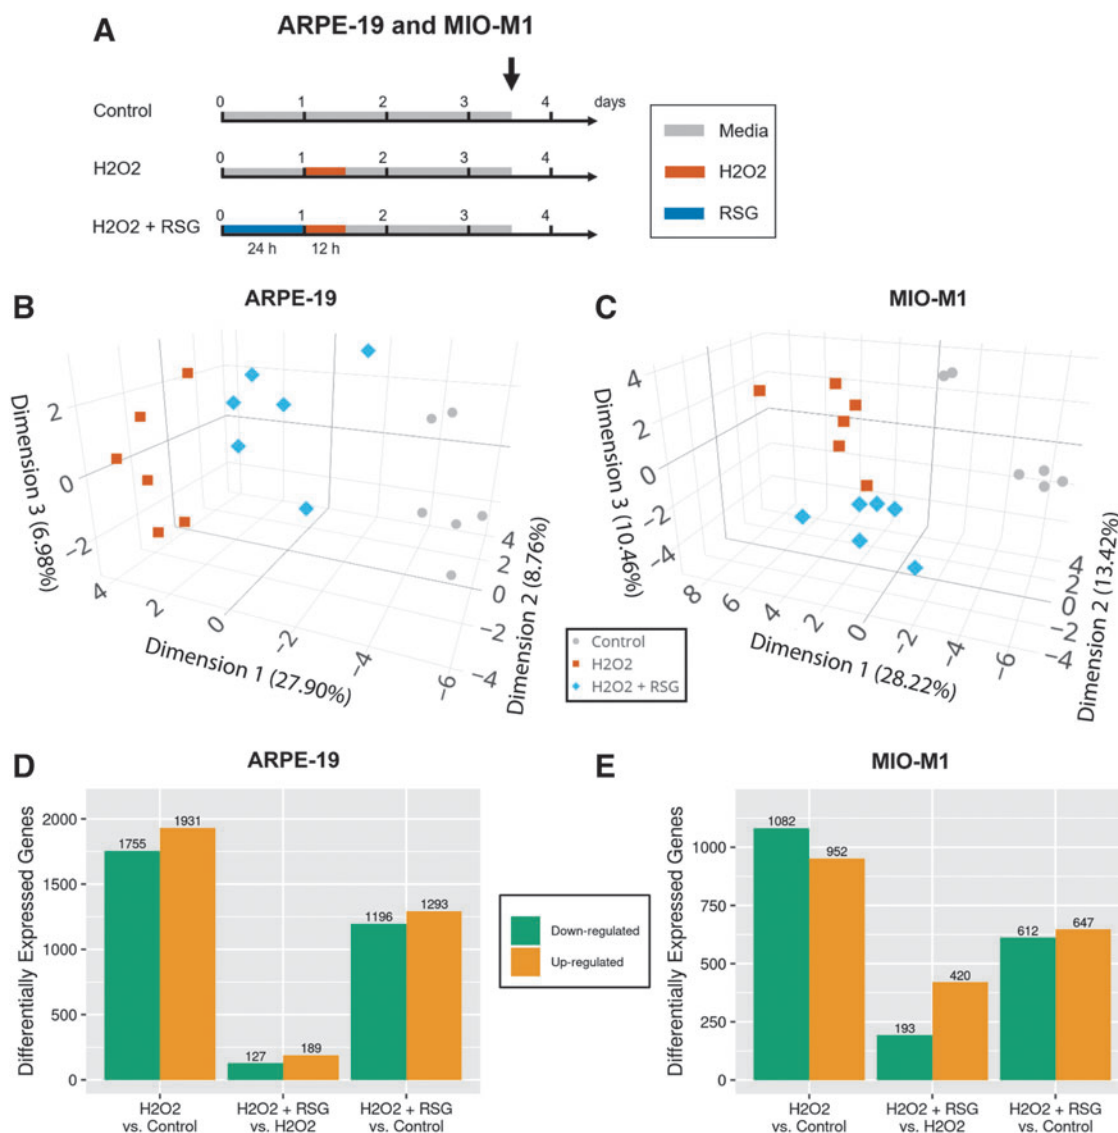 A
ARPE-19 and MIO-M1
Control
0 1 2 3 4 days
H2O2
0 1 2 3 4
H2O2 + RSG
0 1 2 3 4
24 h 12 h
Media
H2O2
RSG
B
ARPE-19
Dimension 3 (6.98%)
2
0
−2
4
2
0
−2
−4
−6
Dimension 1 (27.90%)
4
2
0
−2
−4
Dimension 2 (8.76%)
C
MIO-M1
Dimension 3 (10.46%)
4
2
0
−2
−4
8
6
4
2
0
−2
−4
Dimension 1 (28.22%)
4
2
0
−2
−4
Dimension 2 (13.42%)
Control
H2O2
H2O2 + RSG
D
ARPE-19
Differentially Expressed Genes
2000
1500
1000
500
0
1755
1931
127
189
1196
1293
H2O2
vs. Control
H2O2 + RSG
vs. H2O2
H2O2 + RSG
vs. Control
Down-regulated
Up-regulated
E
MIO-M1
Differentially Expressed Genes
1000
750
500
250
0
1082
952
193
420
612
647
H2O2
vs. Control
H2O2 + RSG
vs. H2O2
H2O2 + RSG
vs. Control